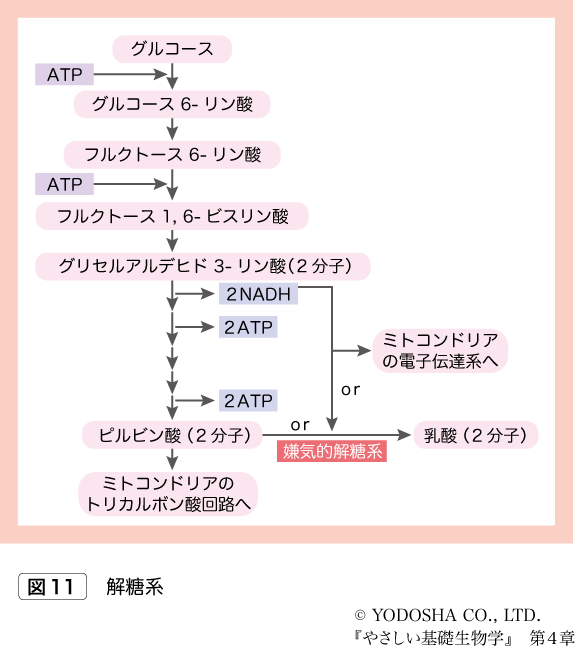 グルコース
ATP
グルコース 6- リン酸
フルクトース 6- リン酸
ATP
フルクトース 1, 6- ビスリン酸
グリセルアルデヒド 3- リン酸(2 分子)
2NADH
2ATP
ミトコンドリア
の電子伝達系へ
or
2ATP
ピルビン酸 (2 分子)
or
嫌気的解糖系
乳酸 (2 分子)
ミトコンドリアの
トリカルボン酸回路へ
図11 解糖系
© YODOSHA CO., LTD.
『やさしい基礎生物学』 第4章